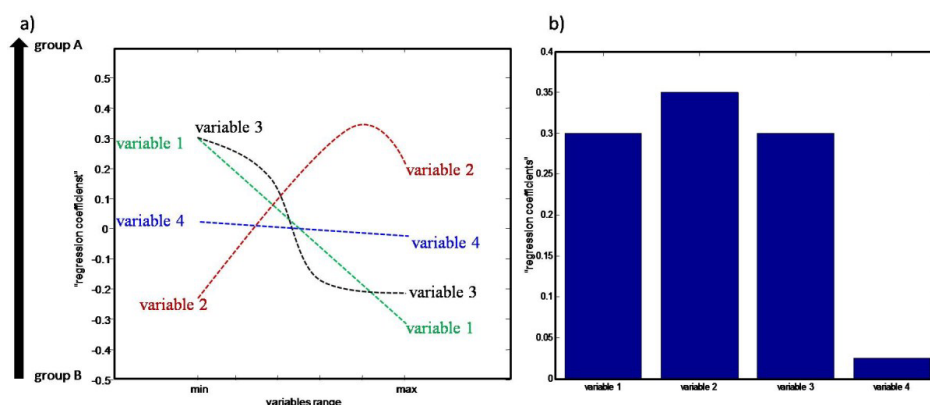 a)
group A
0.5
0.4
0.3
0.2
0.1
0
-0.1
-0.2
-0.3
-0.4
-0.5
group B
"regression coefficienst"
variable 3
variable 1
variable 2
variable 4
variable 4
variable 2
variable 3
variable 1
min
max
variables range
b)
0.4
0.35
0.3
0.25
0.2
0.15
0.1
0.05
0
"regression coefficients"
variable 1
variable 2
variable 3
variable 4